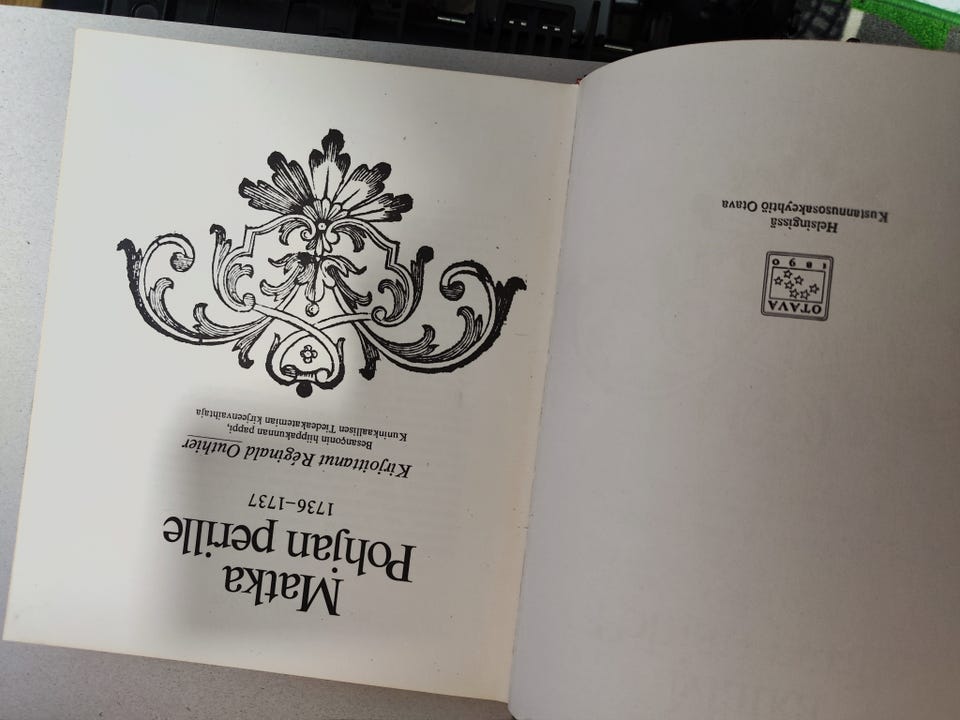 OTAVA
1890
Kustannusosakeyhtiö Otava
Helsingissä
Matka
Pohjan perille
1736–1737
Kirjoittanut Réginald Outhier
Besançonin hiippakunnan pappi,
Kuninkaallisen Tiedeakatemian kirjeenvaihtaja